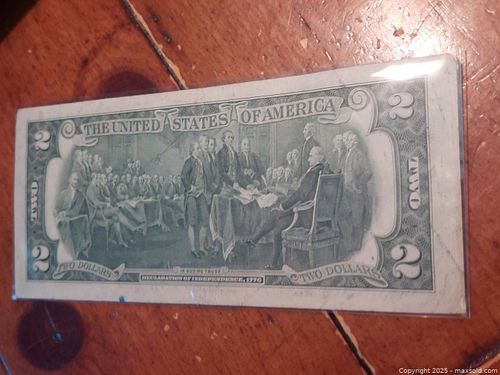 2
2
THE UNITED STATES OF AMERICA
TWO
TWO
2
2
TWO DOLLARS
IN GOD WE TRUST
TWO DOLLARS
DECLARATION OF INDEPENDENCE, 1776
Copyright 2025 - maxsold.com